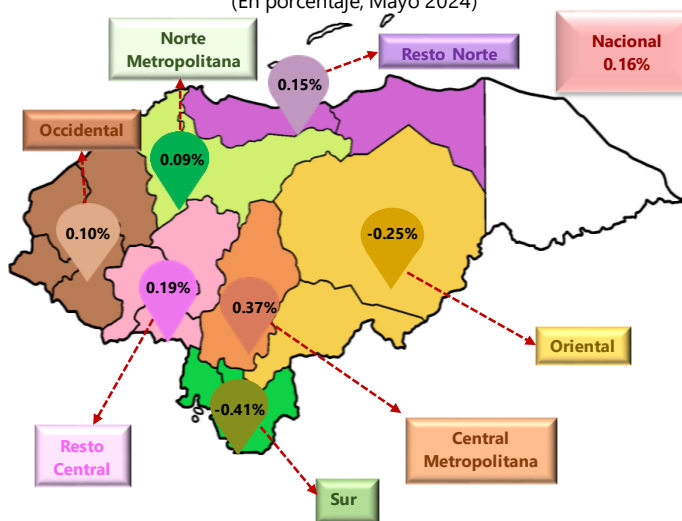 (En porcentaje, Mayo 2024)
Norte
Metropolitana
Resto Norte
Nacional
0.16%
0.15%
Occidental
0.09%
0.10%
-0.25%
0.19%
0.37%
Oriental
-0.41%
Resto
Central
Central
Metropolitana
Sur